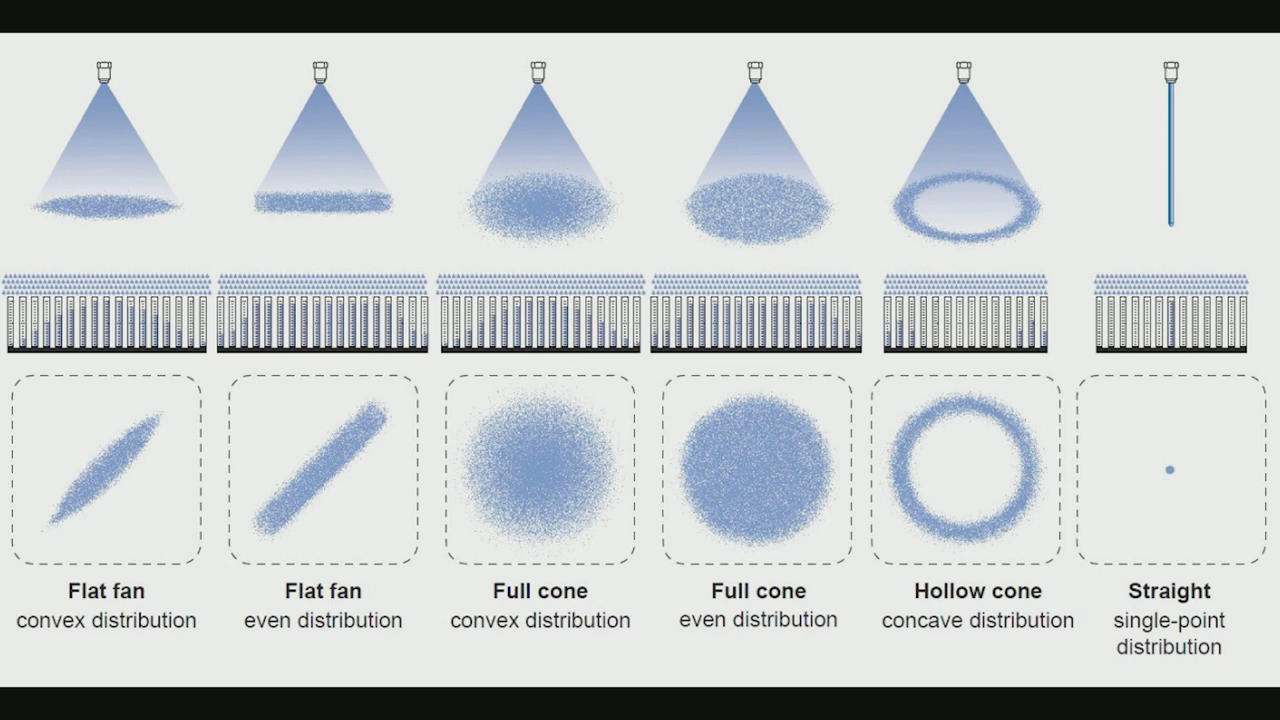 Flat fan
convex distribution
Flat fan
even distribution
Full cone
convex distribution
Full cone
even distribution
Hollow cone
concave distribution
Straight
single-point
distribution